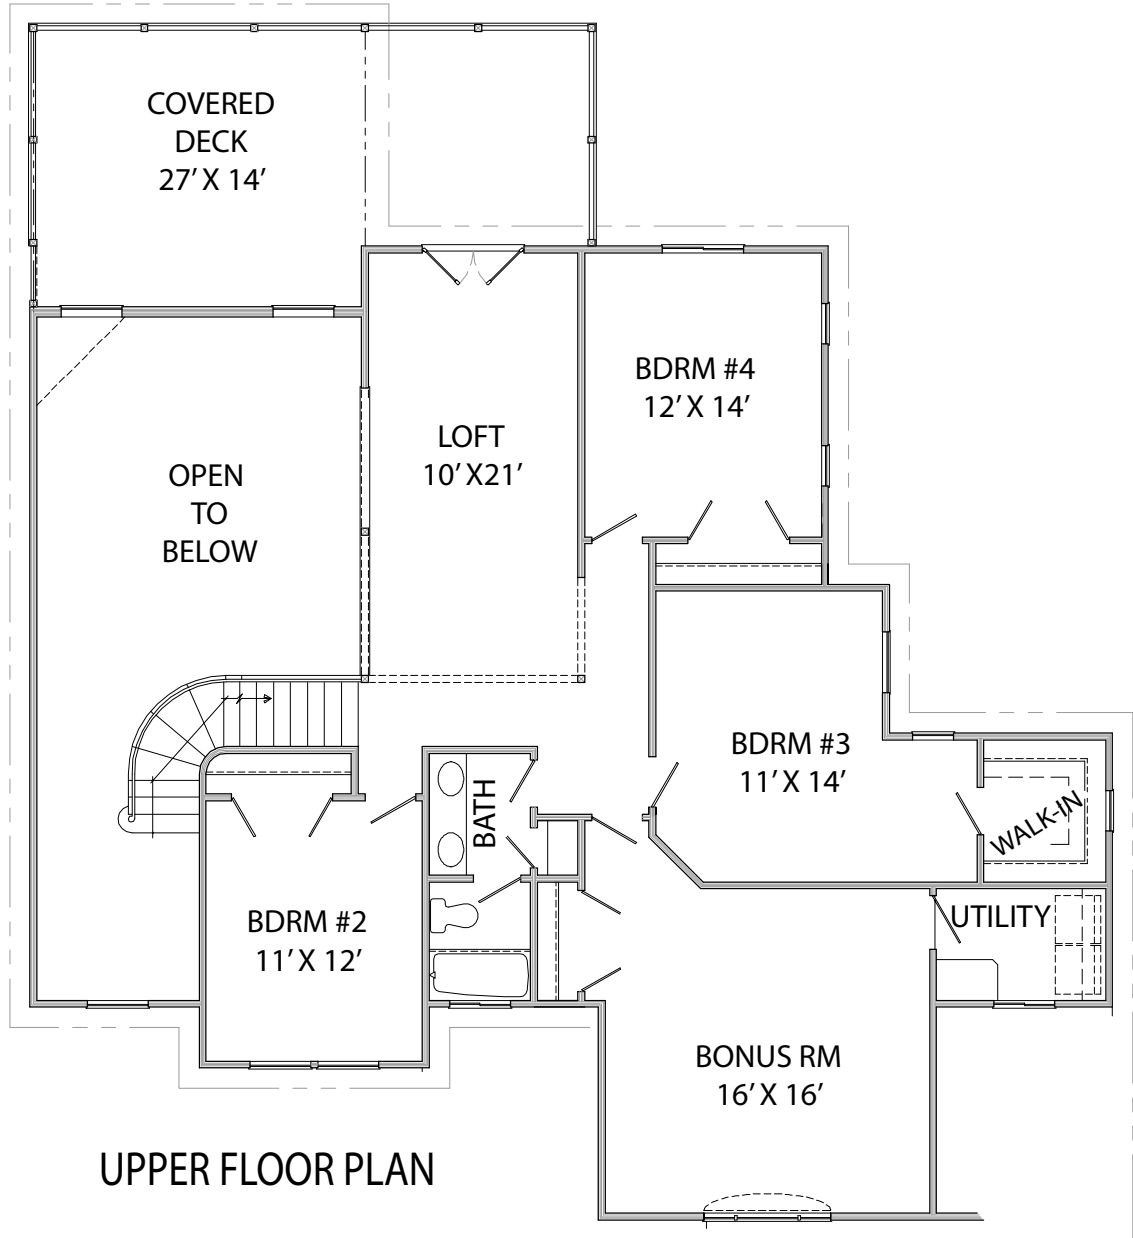 COVERED
DECK
27’ X 14’
BDRM #4
12’ X 14’
LOFT
10’ X21’
OPEN
TO
BELOW
BDRM #3
11’ X 14’
WALK-IN
BATH
BDRM #2
11’ X 12’
UTILITY
BONUS RM
16’ X 16’
UPPER FLOOR PLAN